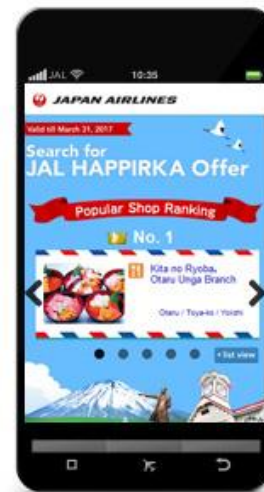 JAL 10:35
JAPAN AIRLINES
Valid till March 31, 2017
Search for
JAL HAPPIRKA Offer
Popular Shop Ranking
No. 1
Kita no Ryoba,
Otaru Unga Branch
Otaru / Toya-ko / Yoichi
list view